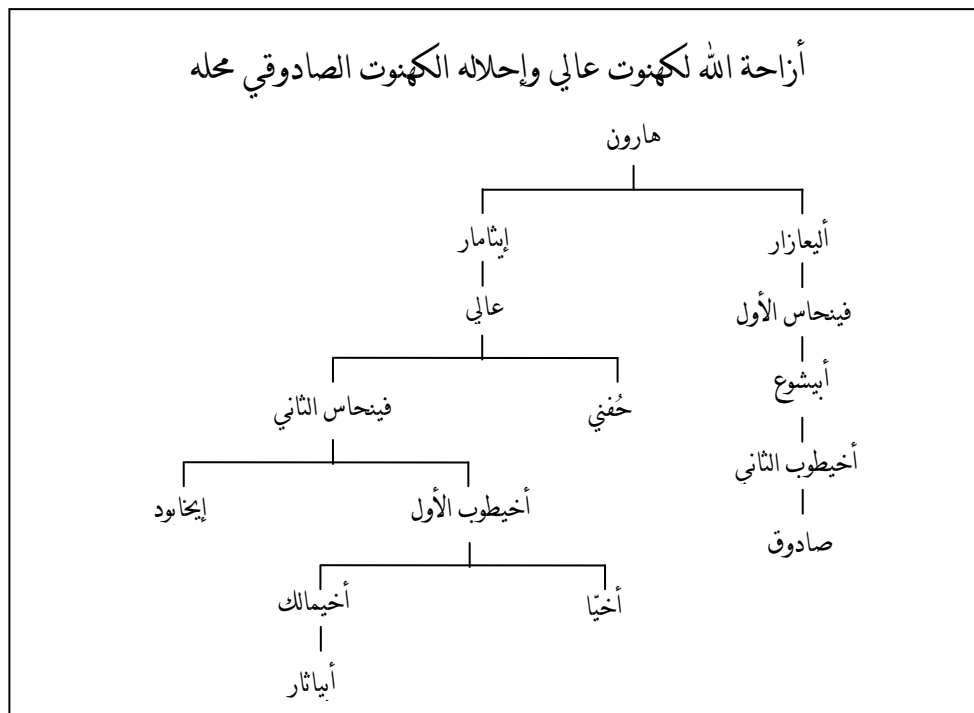 أزاحة الله لكهنوت عالي وإحلاله الكهنوت الصادوقي محله
هارون
أليعازار
إيثامار
فينحاس الأول
عالي
أبيشوع
حُفني
فينحاس الثاني
أخيطوب الثاني
أخيطوب الأول
إيخابود
صادوق
أخيّا
أخيمالك
أبياثار